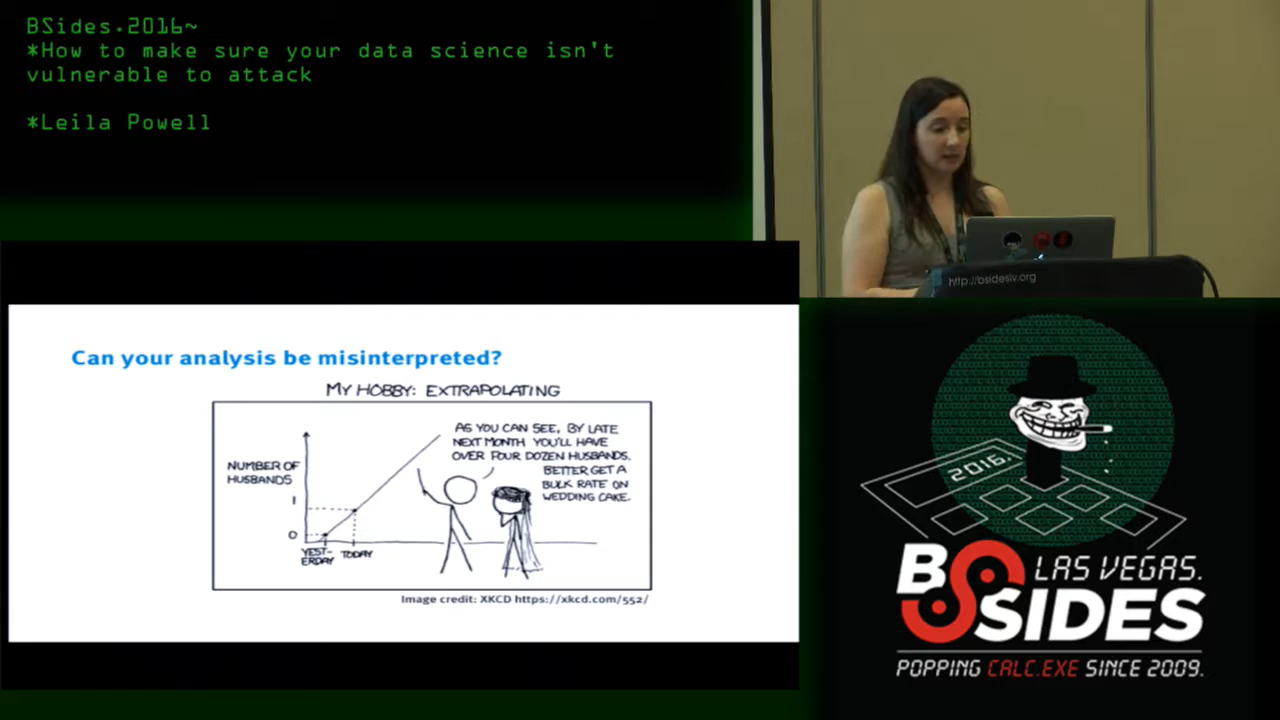 BSides.2016~
*How to make sure your data science isn't
vulnerable to attack
*Leila Powell
http://bsideslv.org
Can your analysis be misinterpreted?
MY HOBBY: EXTRAPOLATING
AS YOU CAN SEE, BY LATE
NEXT MONTH YOU'LL HAVE
OVER FOUR DOZEN HUSBANDS.
BETTER GET A
BULK RATE ON
WEDDING CAKE.
NUMBER OF
HUSBANDS
1
0
YEST-
ERDAY
TODAY
Image credit: XKCD https://xkcd.com/552/
2016.
BSIDES
LAS VEGAS.
POPPING CALC.EXE SINCE 2009.